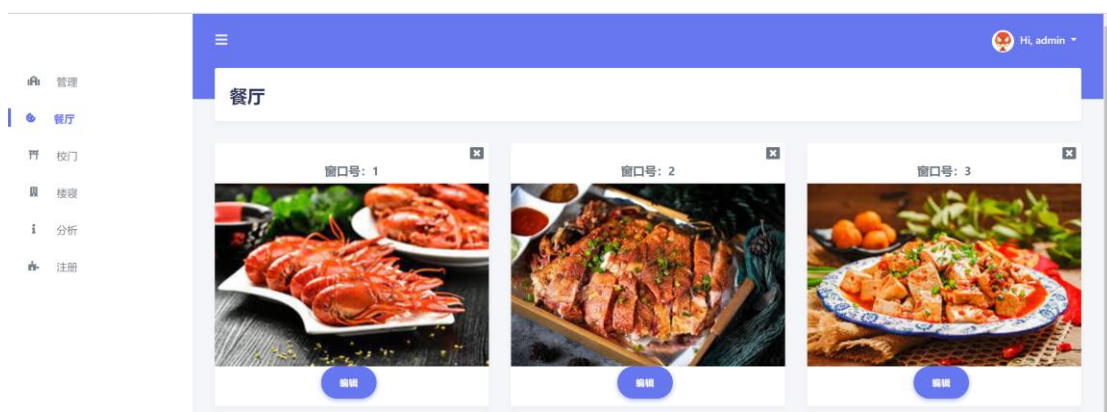 Hi, admin
管理
餐厅
校门
楼寝
分析
注册
餐厅
窗口号：1
窗口号：2
窗口号：3
编辑
编辑
编辑